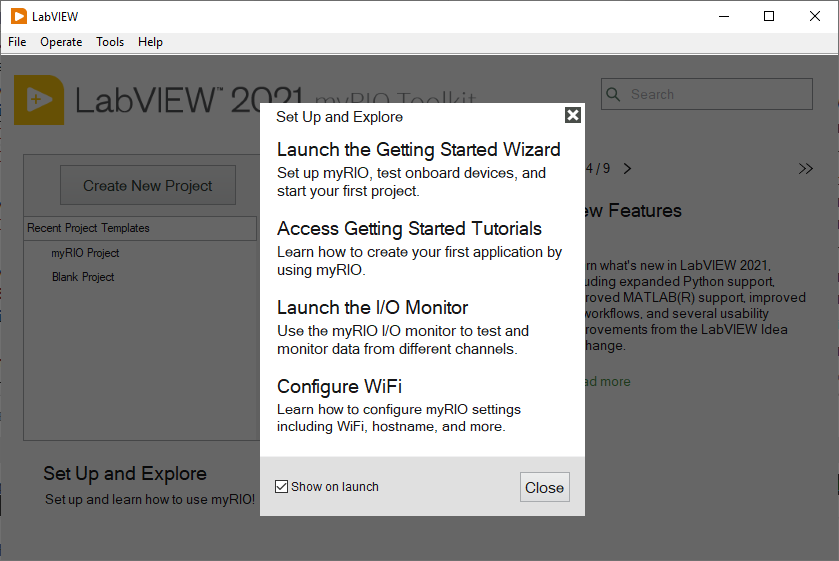 LabVIEW
File Operate Tools Help
LabVIEW™ 2021 myRIO Toolkit
Search
Create New Project
Recent Project Templates
myRIO Project
Blank Project
Set Up and Explore
Set up and learn how to use myRIO!
Set Up and Explore
Launch the Getting Started Wizard
Set up myRIO, test onboard devices, and
start your first project.
Access Getting Started Tutorials
Learn how to create your first application by
using myRIO.
Launch the I/O Monitor
Use the myRIO I/O monitor to test and
monitor data from different channels.
Configure WiFi
Learn how to configure myRIO settings
including WiFi, hostname, and more.
Show on launch
Close
4 / 9
ew Features
rn what's new in LabVIEW 2021,
uding expanded Python support,
roved MATLAB(R) support, improved
workflows, and several usability
rovements from the LabVIEW Idea
hange.
ad more